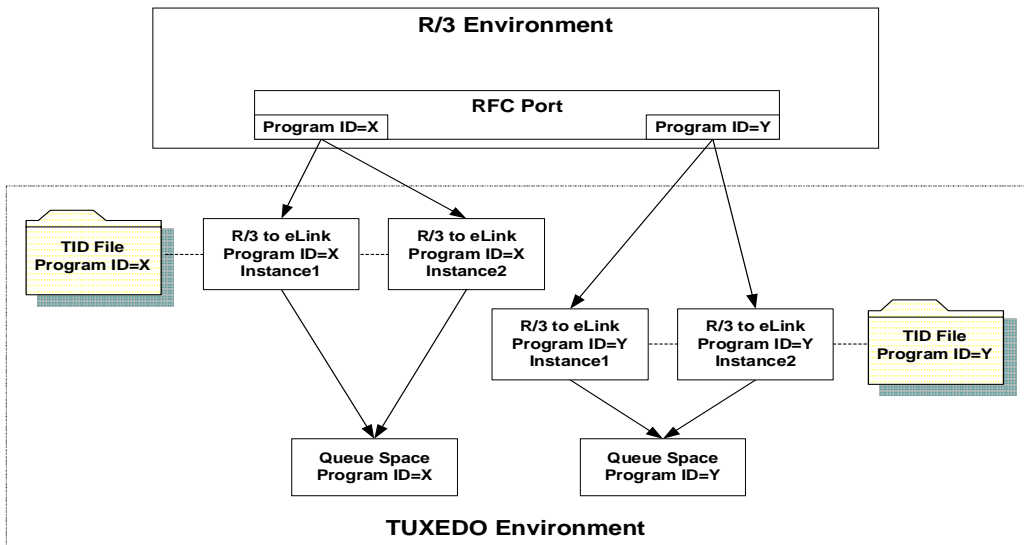 R/3 Environment
RFC Port
Program ID=X
Program ID=Y
TID File
Program ID=X
R/3 to eLink
Program ID=X
Instance1
R/3 to eLink
Program ID=X
Instance2
R/3 to eLink
Program ID=Y
Instance1
R/3 to eLink
Program ID=Y
Instance2
TID File
Program ID=Y
Queue Space
Program ID=X
Queue Space
Program ID=Y
TUXEDO Environment